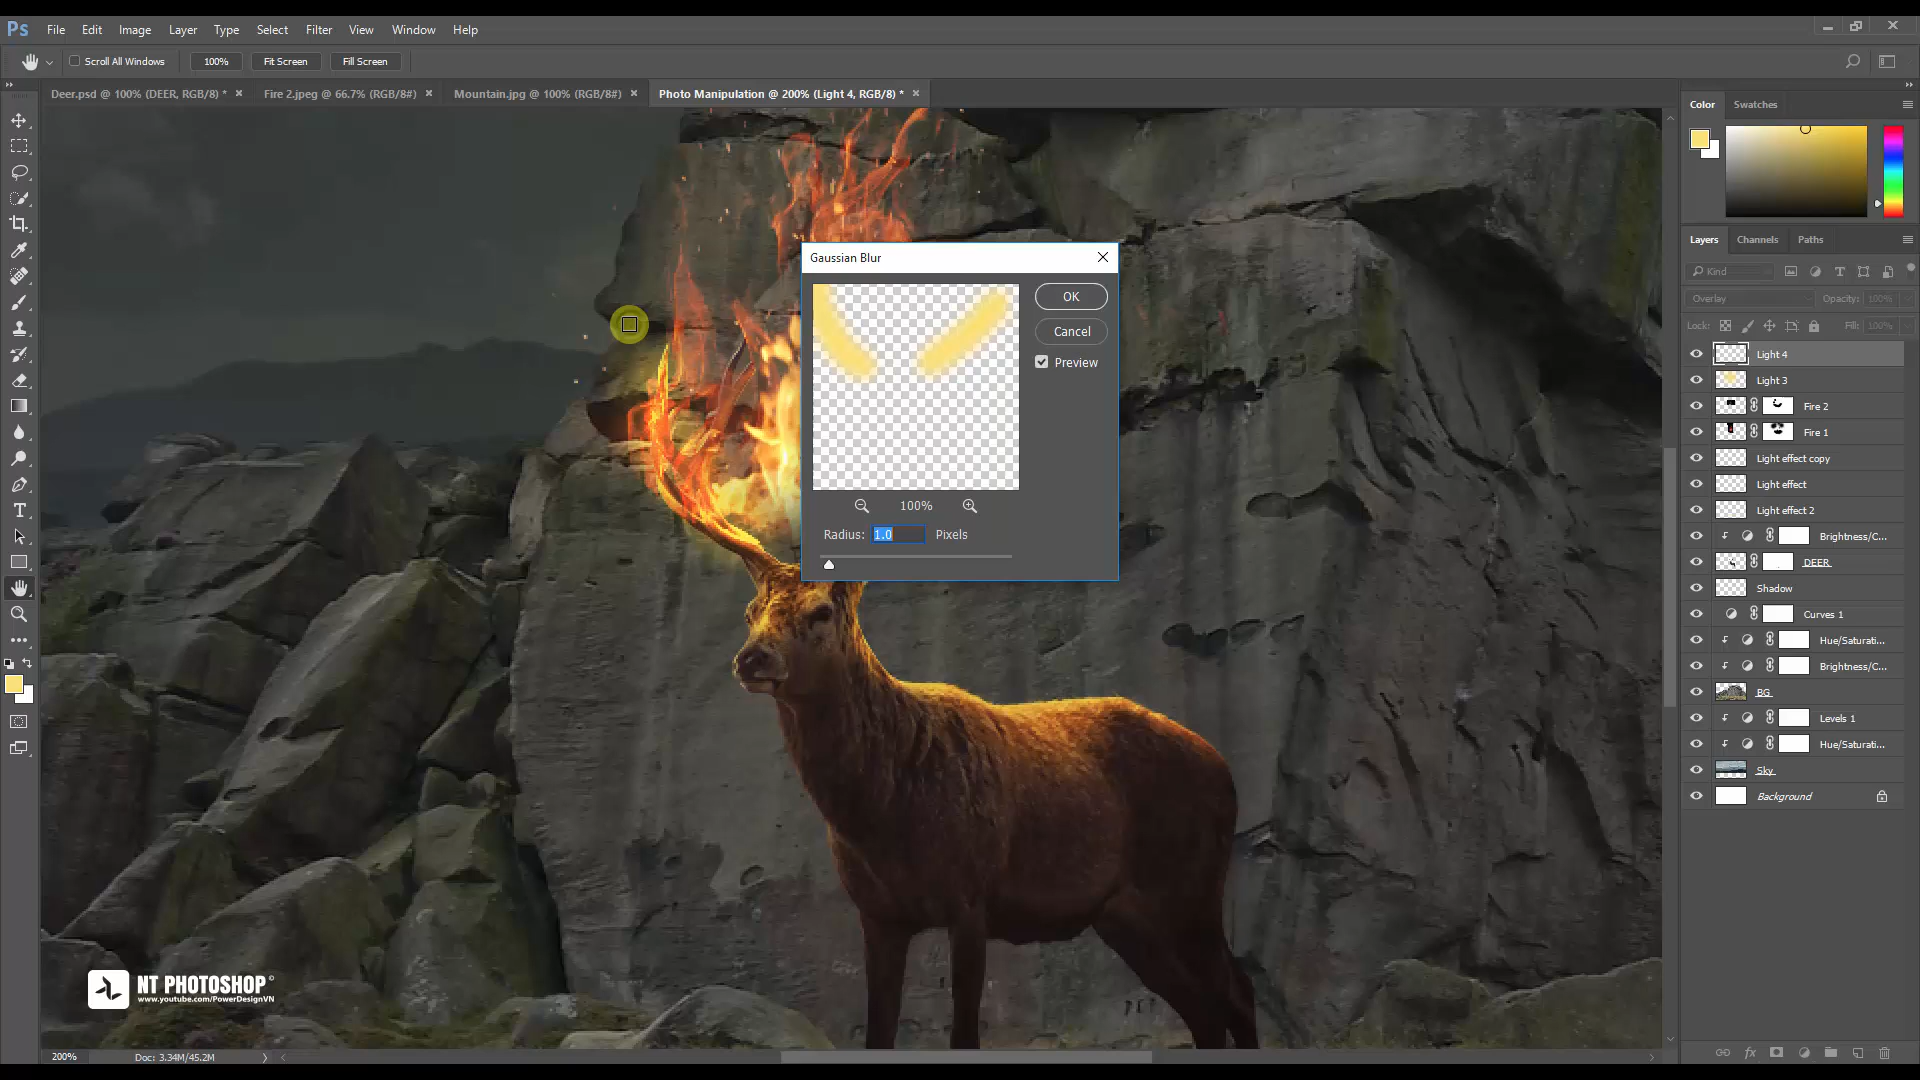 Ps File Edit Image Layer Type Select Filter View Window Help
Scroll All Windows 100% Fit Screen Fill Screen
Deer.psd @ 100% (DEER, RGB/8) * Fire 2.jpeg @ 66.7% (RGB/8#) Mountain.jpg @ 100% (RGB/8#) Photo Manipulation @ 200% (Light 4, RGB/8) *
Color Swatches
Layers Channels Paths
Kind
Overlay Opacity: 100%
Lock: Fill: 100%
Light 4
Light 3
Fire 2
Fire 1
Light effect copy
Light effect
Light effect 2
Brightness/C...
DEER
Shadow
Curves 1
Hue/Saturati...
Brightness/C...
BG
Levels 1
Hue/Saturati...
Sky
Background
fx
Gaussian Blur
OK
Cancel
Preview
100%
Radius: 1.0 Pixels
NT PHOTOSHOP©
www.youtube.com/PowerDesignVN
200% Doc: 3.34M/45.2M